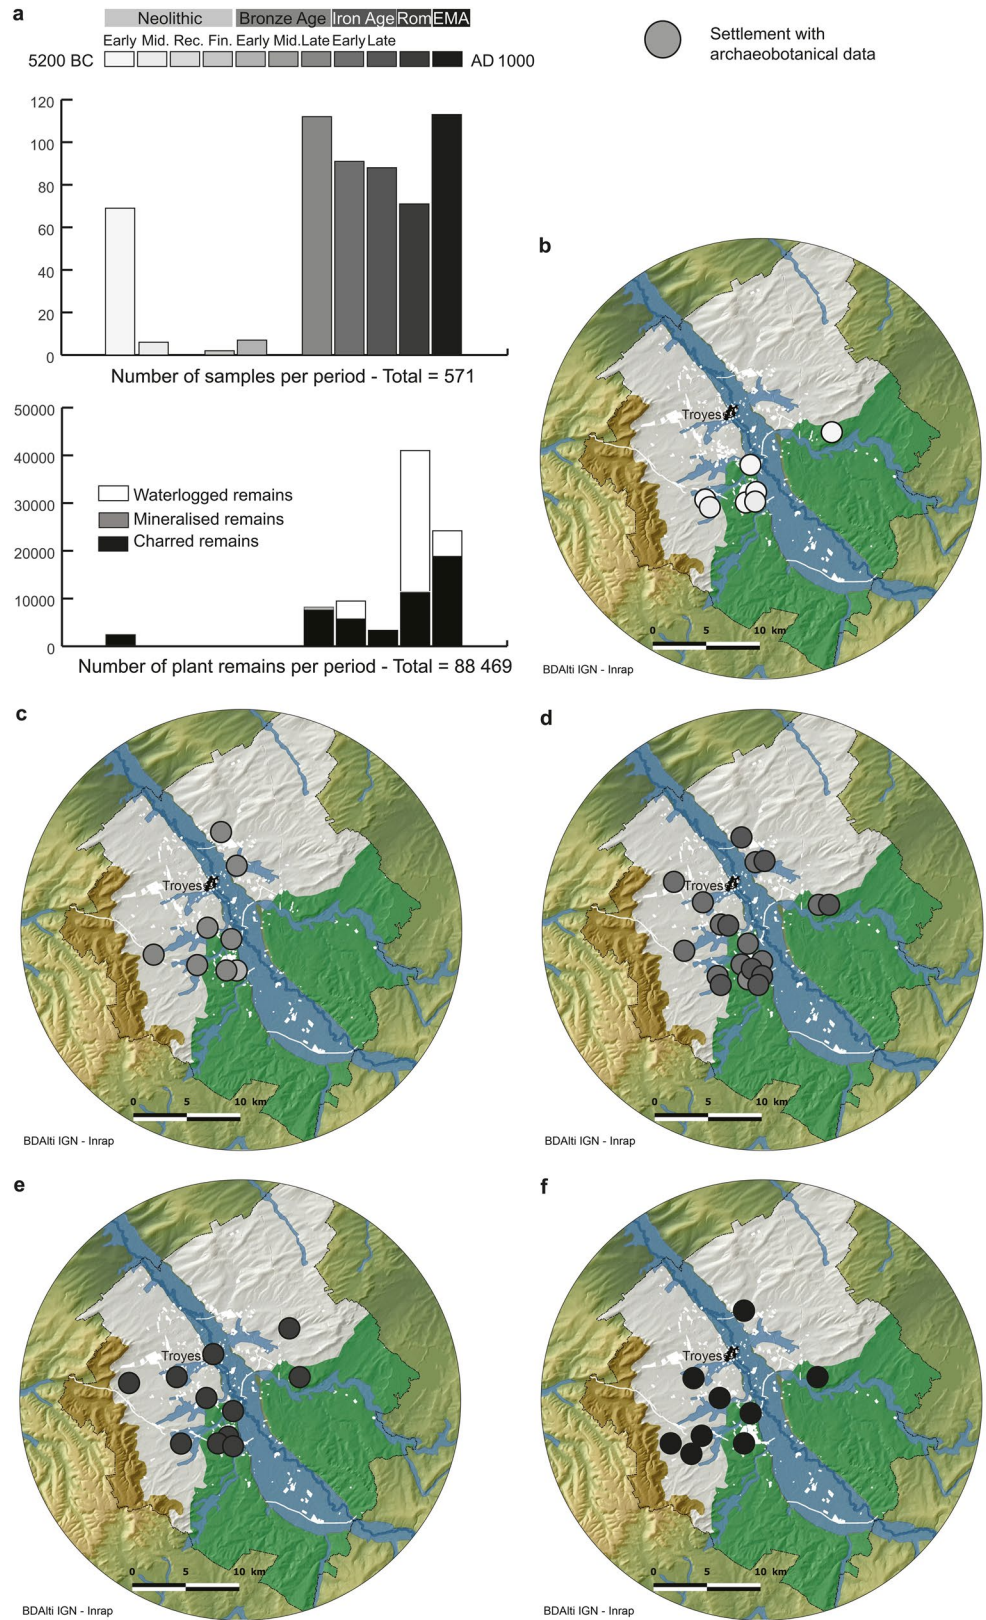 a
Neolithic Bronze Age Iron Age Rom EMA
Early Mid. Rec. Fin. Early Mid. Late Early Late
5200 BC AD 1000
Settlement with
archaeobotanical data
120
100
80
60
40
20
0
Number of samples per period - Total = 571
50000
40000
30000
20000
10000
0
Waterlogged remains
Mineralised remains
Charred remains
Number of plant remains per period - Total = 88 469
b
Troyes
0 5 10 km
BDAlti IGN - Inrap
c
Troyes
0 5 10 km
BDAlti IGN - Inrap
d
Troyes
0 5 10 km
BDAlti IGN - Inrap
e
Troyes
0 5 10 km
BDAlti IGN - Inrap
f
Troyes
0 5 10 km
BDAlti IGN - Inrap